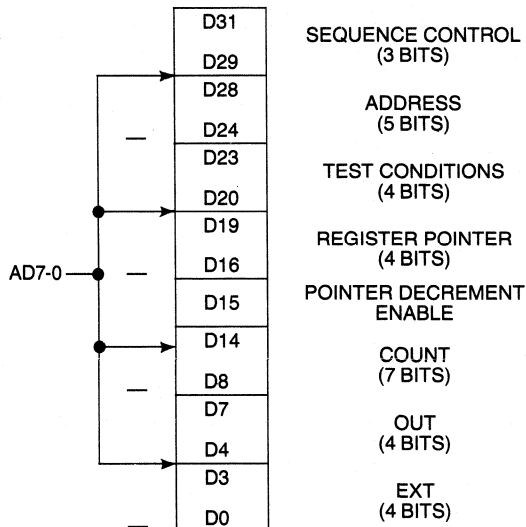 D31
SEQUENCE CONTROL
(3 BITS)
D29
D28
ADDRESS
(5 BITS)
D24
D23
TEST CONDITIONS
(4 BITS)
D20
D19
REGISTER POINTER
(4 BITS)
AD7-0
D16
D15
POINTER DECREMENT
ENABLE
D14
COUNT
(7 BITS)
D8
D7
OUT
(4 BITS)
D4
D3
EXT
(4 BITS)
D0